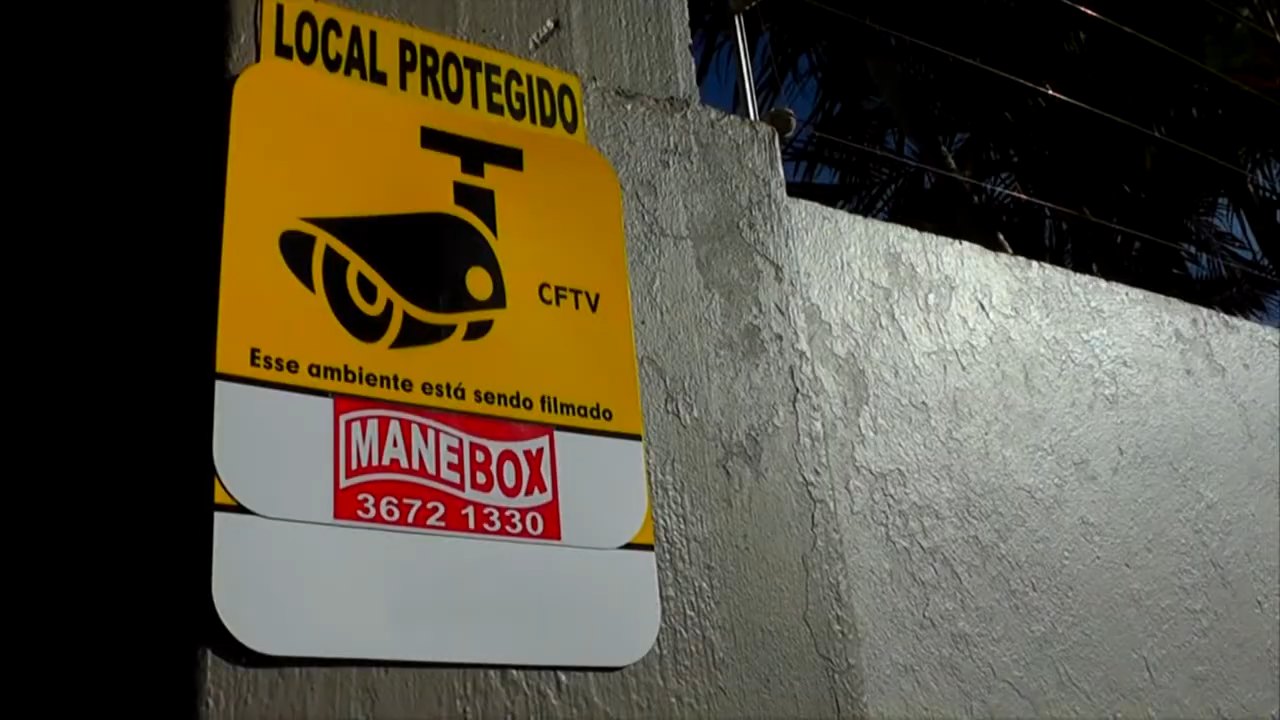 LOCAL PROTEGIDO
CFTV
Esse ambiente está sendo filmado
MANEBOX
3672 1330